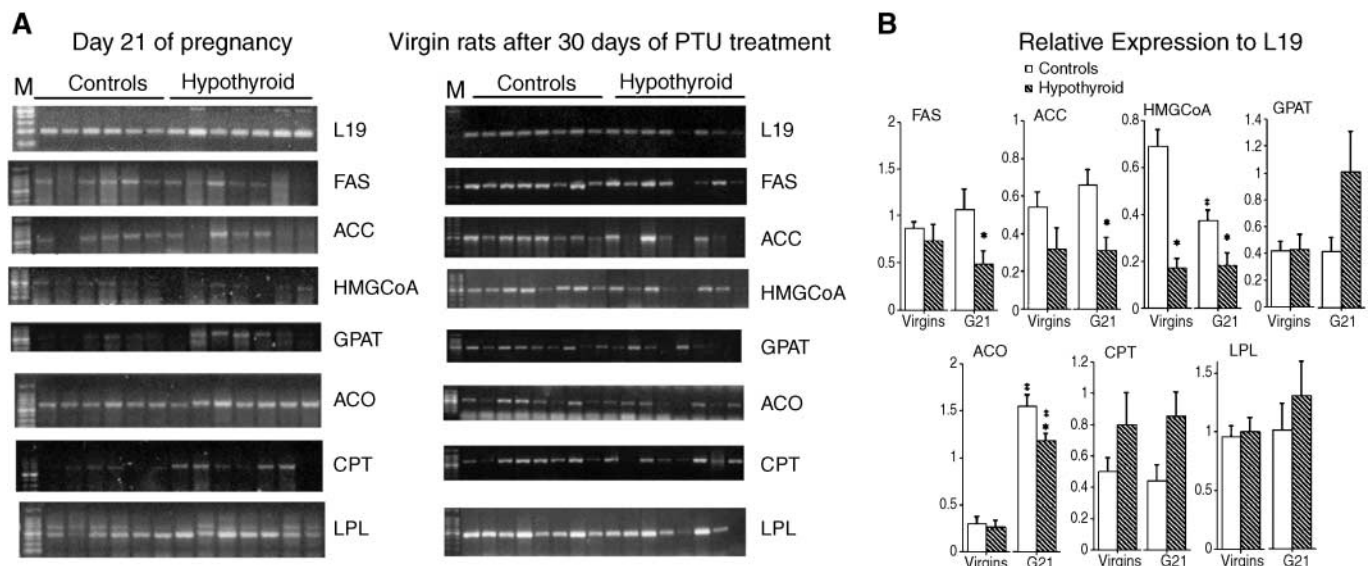 A
Day 21 of pregnancy
M Controls Hypothyroid
L19
FAS
ACC
HMGCoA
GPAT
ACO
CPT
LPL
Virgin rats after 30 days of PTU treatment
M Controls Hypothyroid
L19
FAS
ACC
HMGCoA
GPAT
ACO
CPT
LPL
B
Relative Expression to L19
Controls
Hypothyroid
FAS
2
1.5
1
0.5
0
* 
Virgins G21
ACC
1
0.8
0.6
0.4
0.2
0
*
Virgins G21
HMGCoA
0.8
0.6
0.4
0.2
0
* ‡ *
Virgins G21
GPAT
1.4
1.2
1
0.8
0.6
0.4
0.2
0
Virgins G21
ACO
2
1.5
1
0.5
0
‡ ‡
*
Virgins G21
CPT
1.2
1
0.8
0.6
0.4
0.2
0
Virgins G21
LPL
1.5
1
0.5
0
Virgins G21